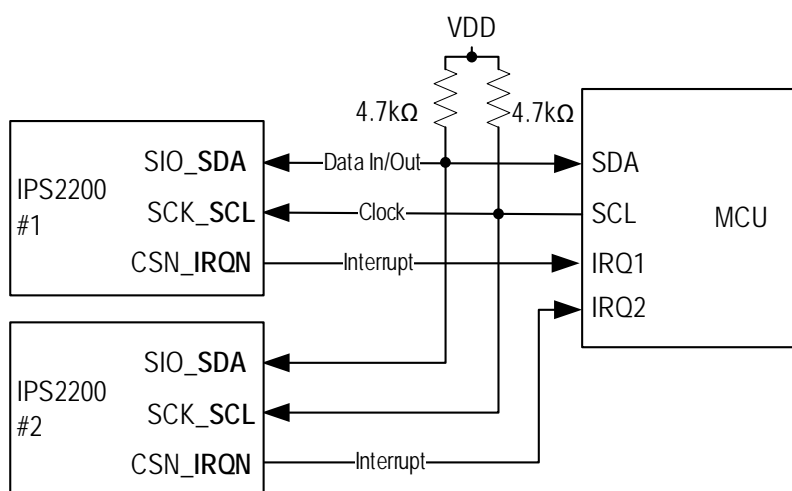 VDD
4.7kΩ 4.7kΩ
IPS2200
#1
SIO_SDA
SCK_SCL
CSN_IRQN
Data In/Out
Clock
Interrupt
SDA
SCL
IRQ1
IRQ2
MCU
IPS2200
#2
SIO_SDA
SCK_SCL
CSN_IRQN
Interrupt